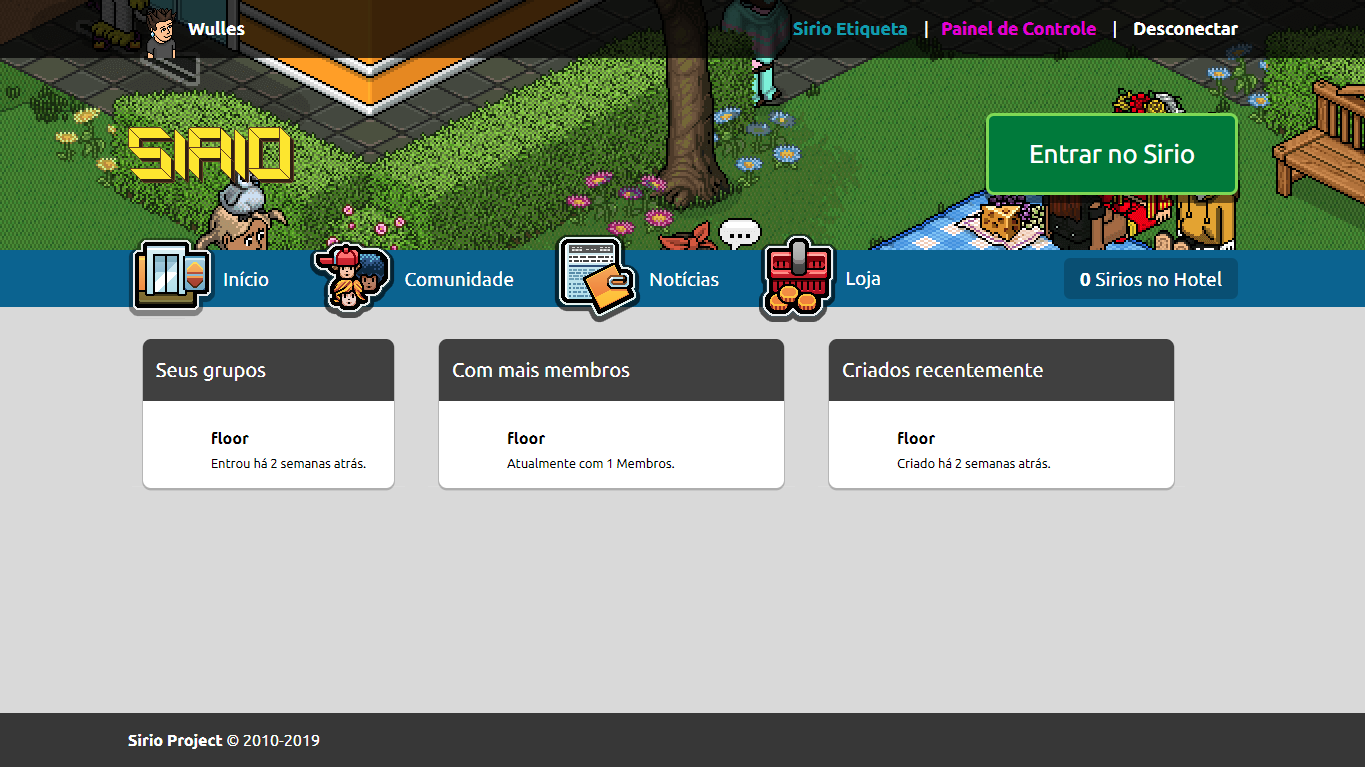 Wulles
Sirio Etiqueta | Painel de Controle | Desconectar
SIRIO
Entrar no Sirio
Início
Comunidade
Notícias
Loja
0 Sirios no Hotel
Seus grupos
floor
Entrou há 2 semanas atrás.
Com mais membros
floor
Atualmente com 1 Membros.
Criados recentemente
floor
Criado há 2 semanas atrás.
Sirio Project © 2010-2019